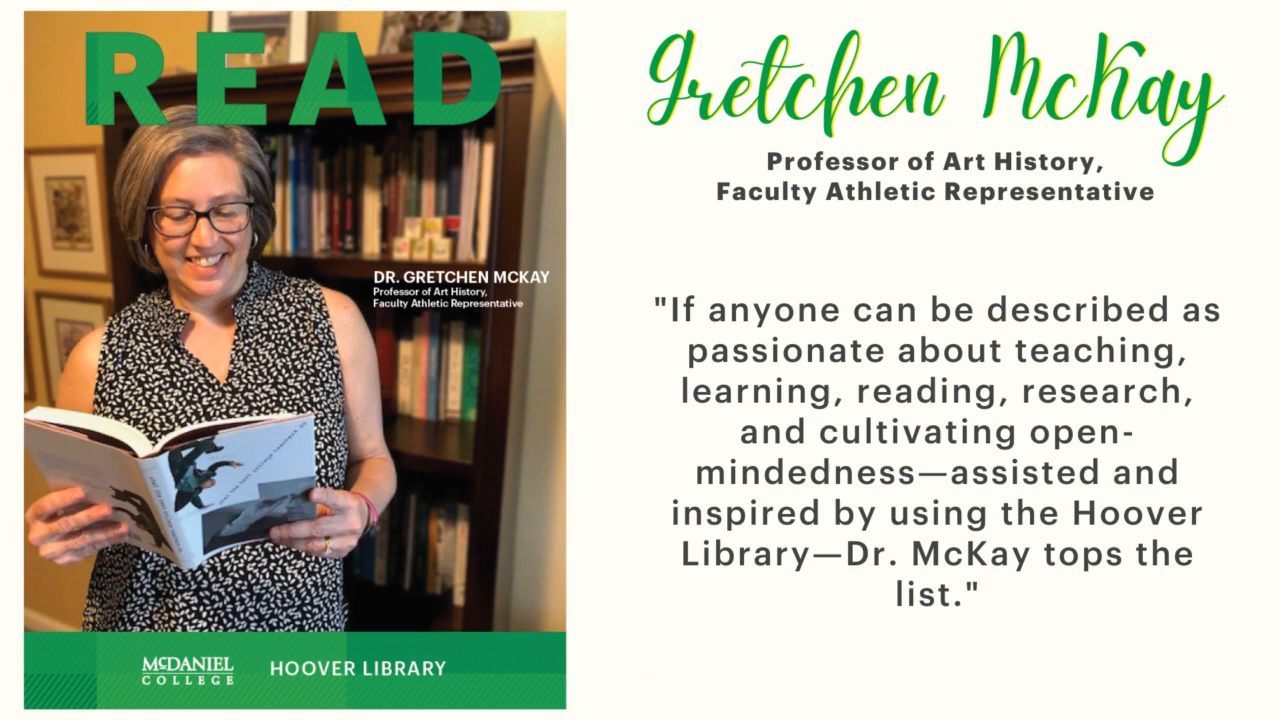 READ
DR. GRETCHEN MCKAY
Professor of Art History,
Faculty Athletic Representative
McDANIEL
COLLEGE
HOOVER LIBRARY
Gretchen McKay
Professor of Art History,
Faculty Athletic Representative
"If anyone can be described as
passionate about teaching,
learning, reading, research,
and cultivating open-
mindedness—assisted and
inspired by using the Hoover
Library—Dr. McKay tops the
list."